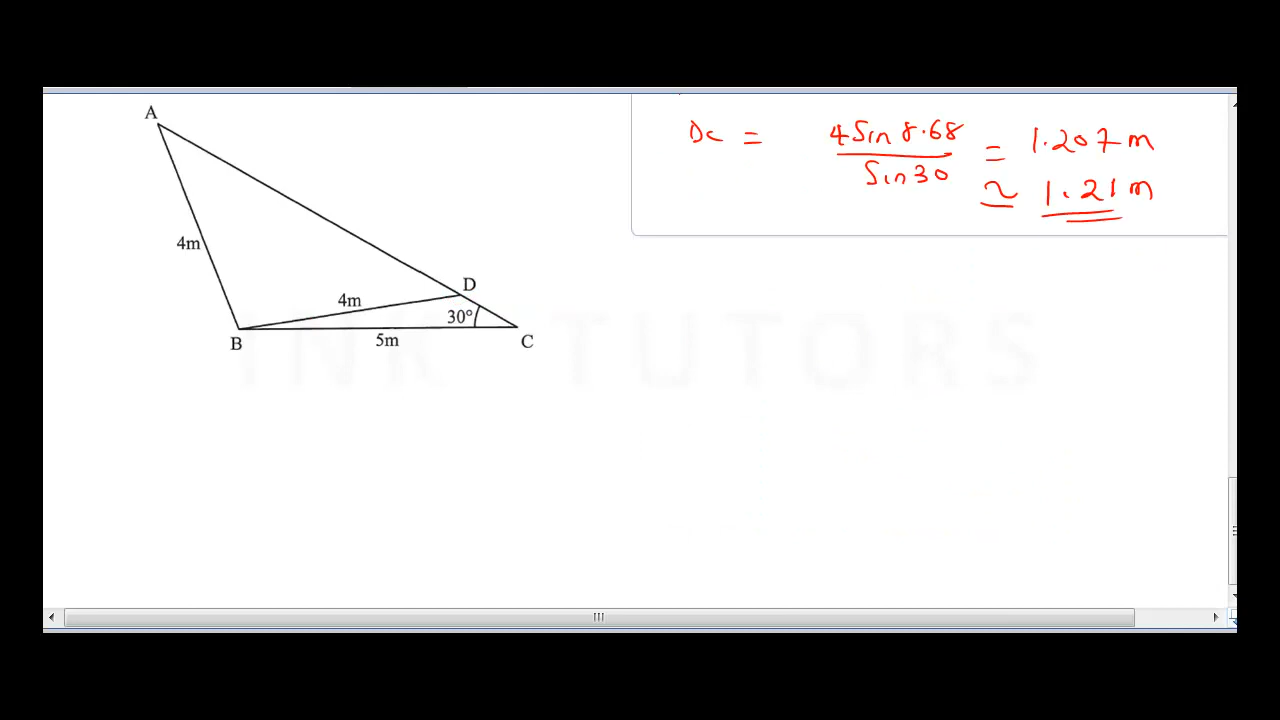 A
4m
D
4m
30°
B
5m
C
Dc = 4Sin 8.68 / Sin30 = 1.207m
≃ 1.21m
INK TUTORS